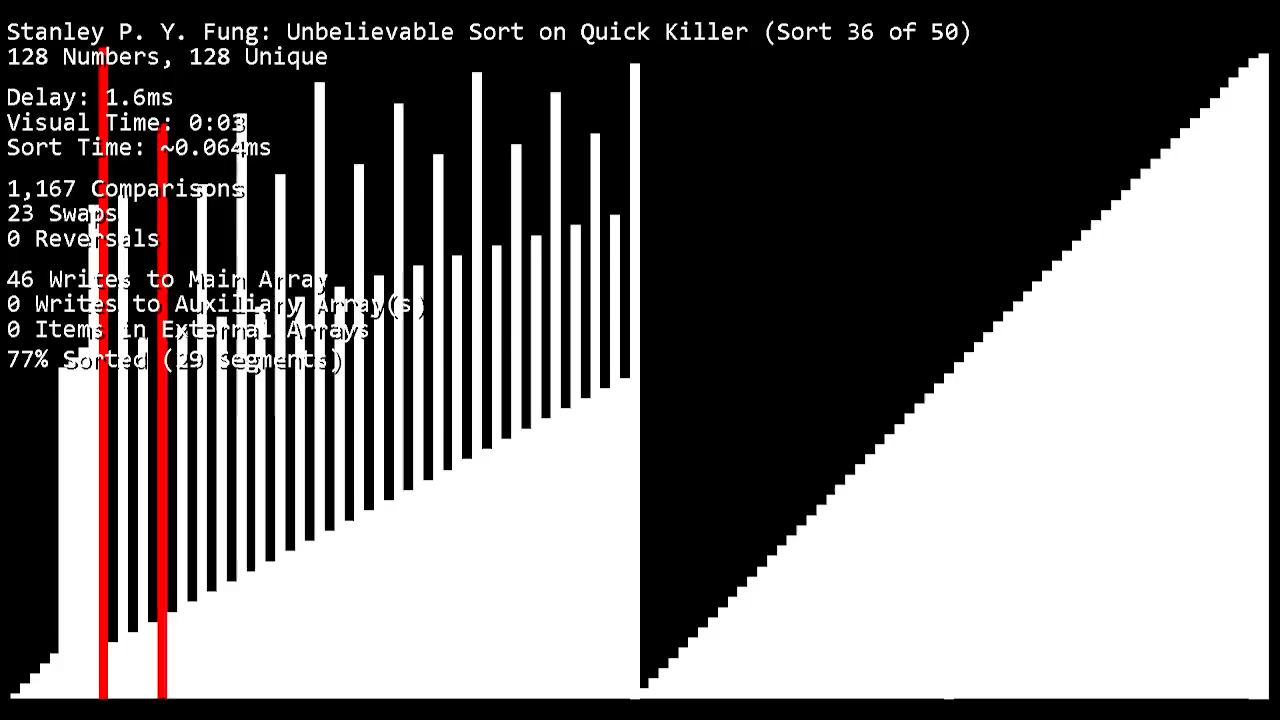 Stanley P. Y. Fung: Unbelievable Sort on Quick Killer (Sort 36 of 50)
128 Numbers, 128 Unique
Delay: 1.6ms
Visual Time: 0:03
Sort Time: ~0.064ms
1,167 Comparisons
23 Swaps
0 Reversals
46 Writes to Main Array
0 Writes to Auxiliary Array(s)
0 Items in External Arrays
77% Sorted (29 segments)